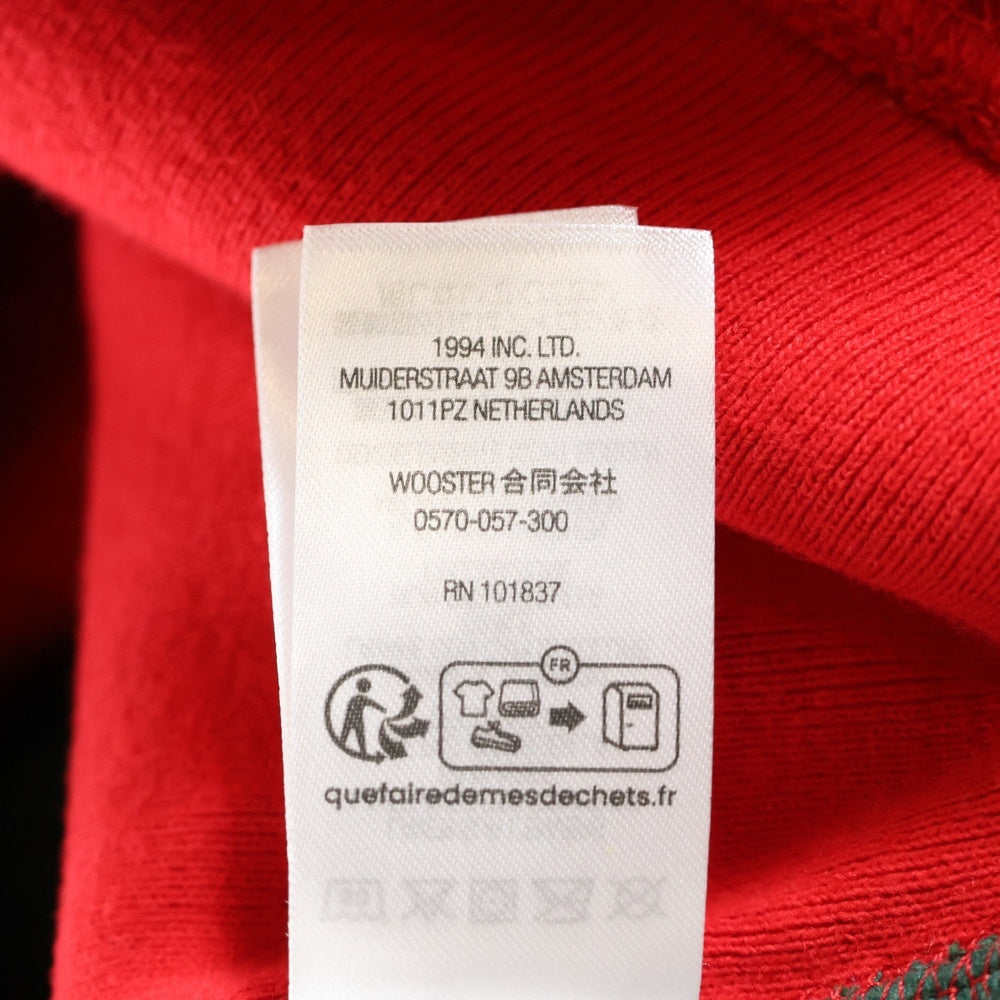 1994 INC. LTD.
MUIDERSTRAAT 9B AMSTERDAM
1011PZ NETHERLANDS
WOOSTER 合同会社
0570-057-300
RN 101837
FR
quefairedemesdechets.fr